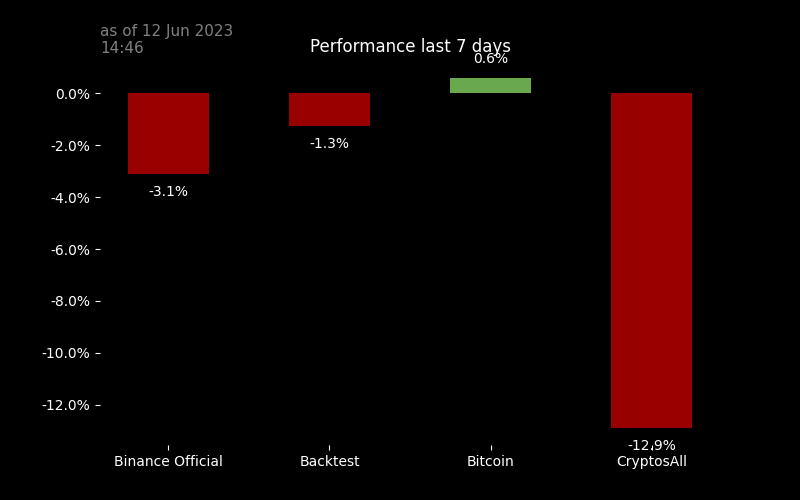 as of 12 Jun 2023
14:46
Performance last 7 days
0.6%
0.0%
-2.0%
-1.3%
-3.1%
-4.0%
-6.0%
-8.0%
-10.0%
-12.0%
-12.9%
Binance Official
Backtest
Bitcoin
CryptosAll